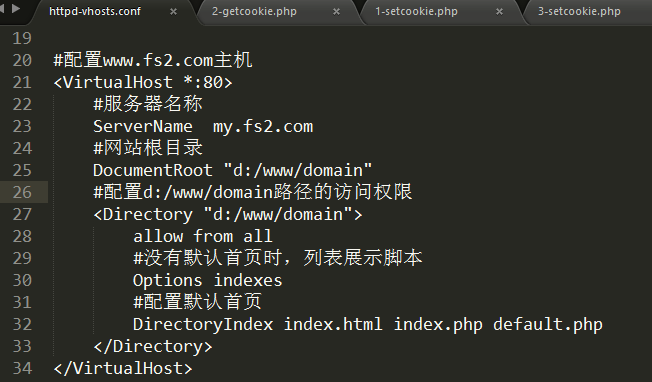 httpd-vhosts.conf × 2-getcookie.php × 1-setcookie.php × 3-setcookie.php
19
20 #配置www.fs2.com主机
21 <VirtualHost *:80>
22 #服务器名称
23 ServerName  my.fs2.com
24 #网站根目录
25 DocumentRoot "d:/www/domain"
26 #配置d:/www/domain路径的访问权限
27 <Directory "d:/www/domain">
28 allow from all
29 #没有默认首页时，列表展示脚本
30 Options indexes
31 #配置默认首页
32 DirectoryIndex index.html index.php default.php
33 </Directory>
34 </VirtualHost>